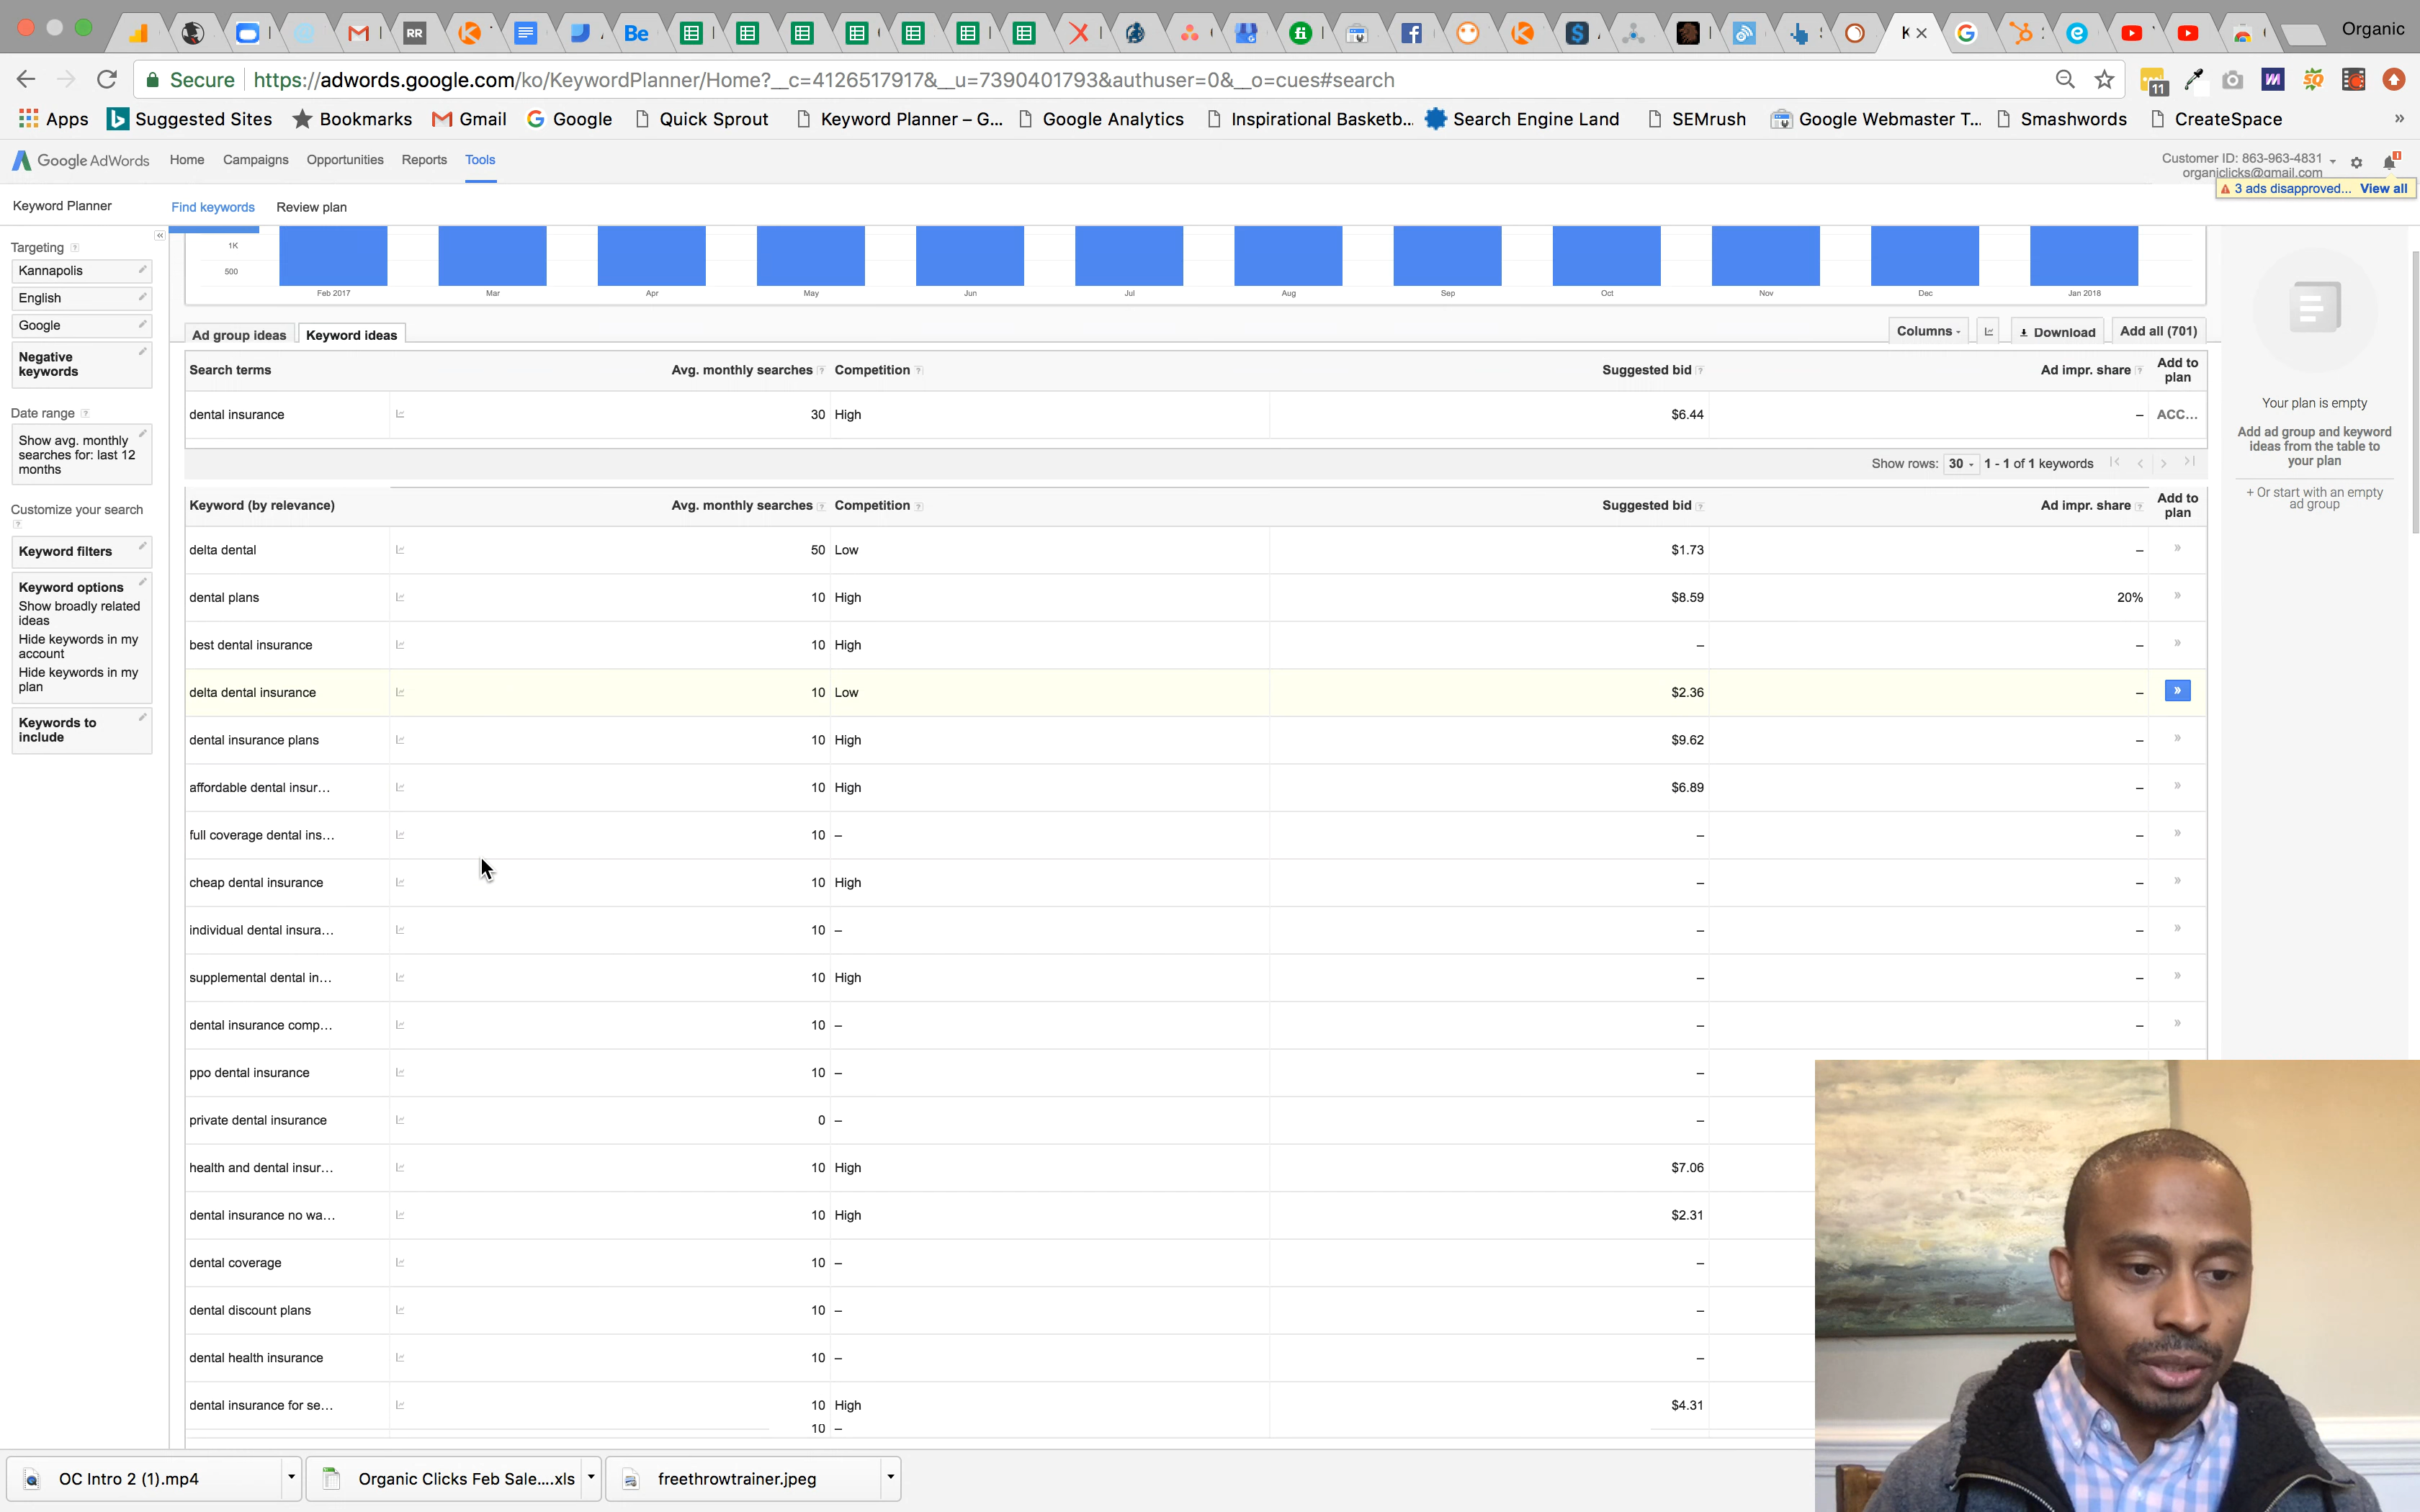 RR
Be
K
Organic
Secure
https://adwords.google.com/ko/KeywordPlanner/Home?__c=4126517917&__u=7390401793&authuser=0&__o=cues#search
11
Apps
Suggested Sites
Bookmarks
Gmail
Google
Quick Sprout
Keyword Planner – G...
Google Analytics
Inspirational Basketb...
Search Engine Land
SEMrush
Google Webmaster T...
Smashwords
CreateSpace
Google AdWords
Home
Campaigns
Opportunities
Reports
Tools
Customer ID: 863-963-4831
organicclicks@gmail.com
3 ads disapproved... View all
Keyword Planner
Find keywords
Review plan
Targeting
Kannapolis
English
Google
Negative
keywords
Date range
Show avg. monthly
searches for: last 12
months
Customize your search
Keyword filters
Keyword options
Show broadly related
ideas
Hide keywords in my
account
Hide keywords in my
plan
Keywords to
include
1K
500
Feb 2017 Mar Apr May Jun Jul Aug Sep Oct Nov Dec Jan 2018
Ad group ideas
Keyword ideas
Columns
Download
Add all (701)
Search terms Avg. monthly searches Competition Suggested bid Ad impr. share Add to plan
dental insurance 30 High $6.44 – ACC...
Show rows: 30 1 - 1 of 1 keywords
Keyword (by relevance) Avg. monthly searches Competition Suggested bid Ad impr. share Add to plan
delta dental 50 Low $1.73 – »
dental plans 10 High $8.59 20% »
best dental insurance 10 High – – »
delta dental insurance 10 Low $2.36 – »
dental insurance plans 10 High $9.62 – »
affordable dental insur... 10 High $6.89 – »
full coverage dental ins... 10 – – – »
cheap dental insurance 10 High – – »
individual dental insura... 10 – – – »
supplemental dental in... 10 High – – »
dental insurance comp... 10 – – – »
ppo dental insurance 10 – –
private dental insurance 0 – –
health and dental insur... 10 High $7.06
dental insurance no wa... 10 High $2.31
dental coverage 10 – –
dental discount plans 10 – –
dental health insurance 10 – –
dental insurance for se... 10 High $4.31
10 –
Your plan is empty
Add ad group and keyword
ideas from the table to
your plan
+ Or start with an empty
ad group
OC Intro 2 (1).mp4
Organic Clicks Feb Sale....xls
freethrowtrainer.jpeg